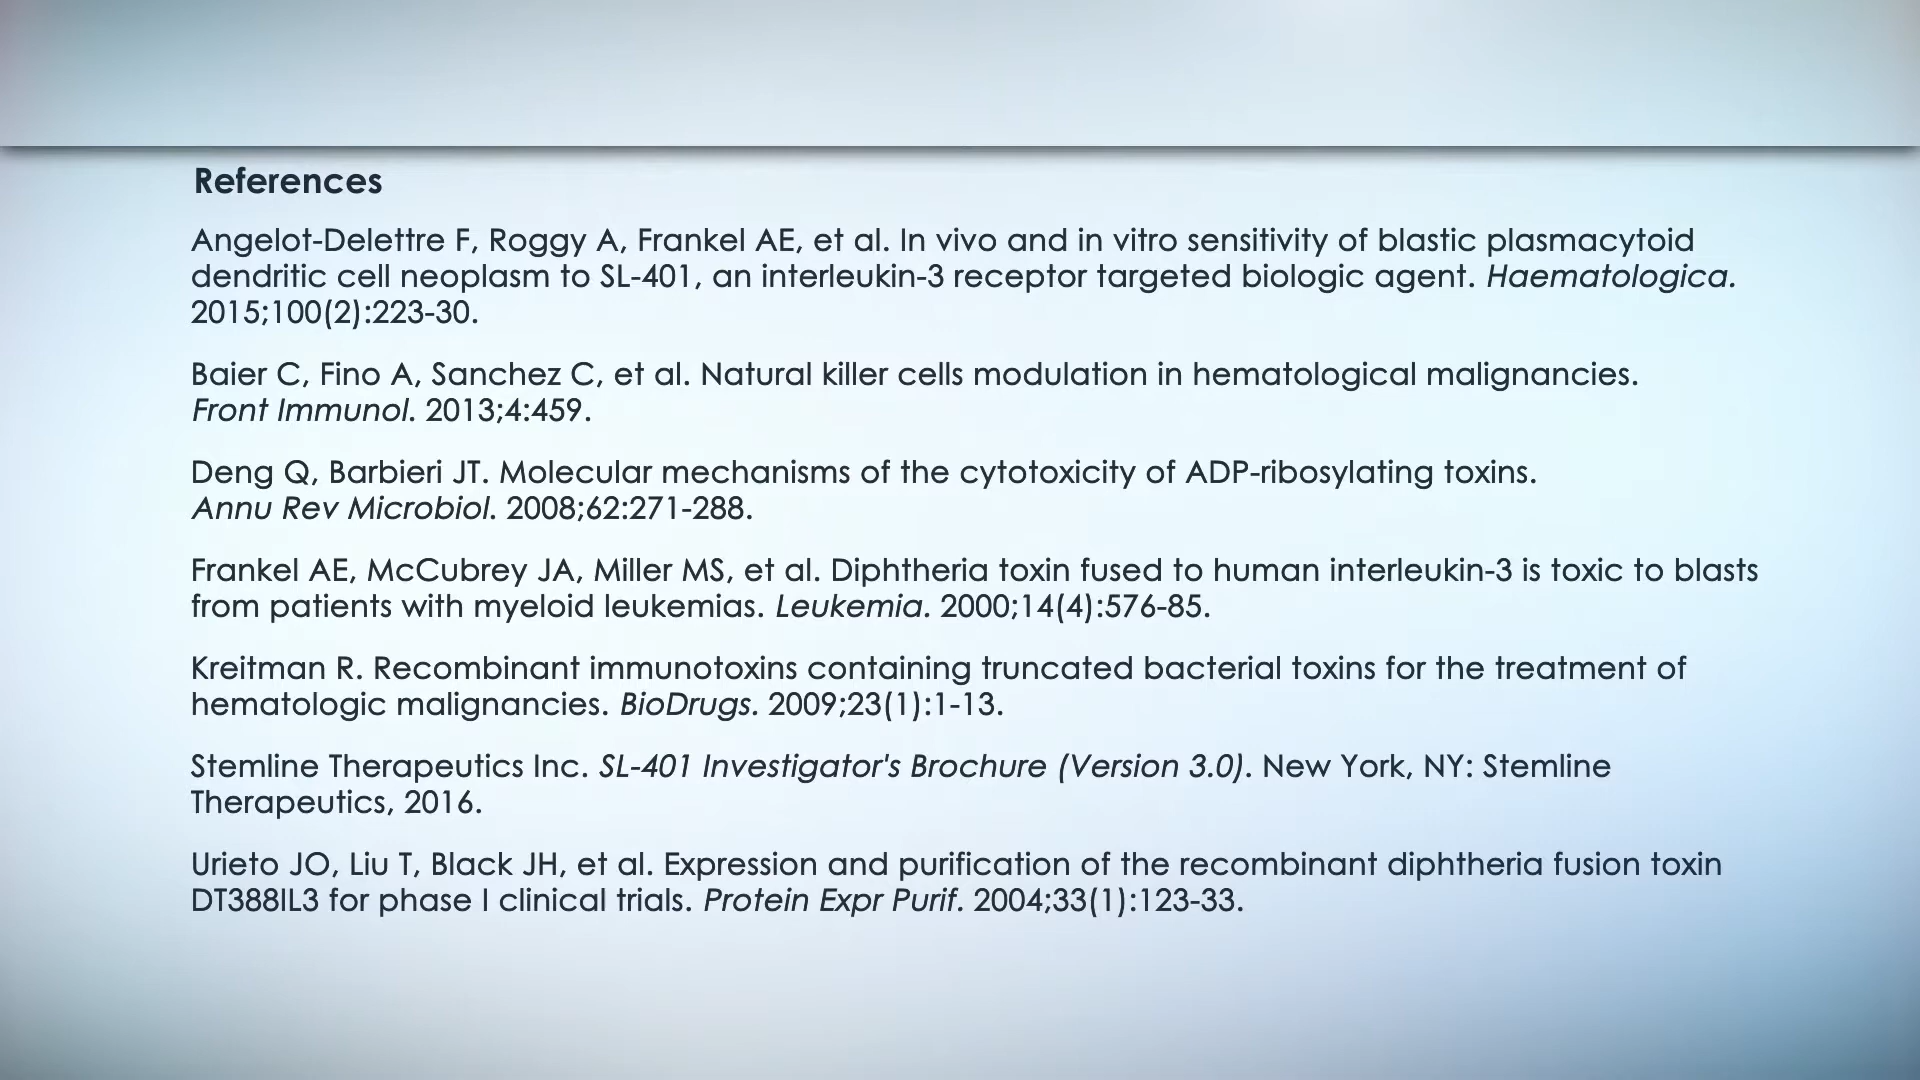 References
Angelot-Delettre F, Roggy A, Frankel AE, et al. In vivo and in vitro sensitivity of blastic plasmacytoid
dendritic cell neoplasm to SL-401, an interleukin-3 receptor targeted biologic agent. Haematologica.
2015;100(2):223-30.
Baier C, Fino A, Sanchez C, et al. Natural killer cells modulation in hematological malignancies.
Front Immunol. 2013;4:459.
Deng Q, Barbieri JT. Molecular mechanisms of the cytotoxicity of ADP-ribosylating toxins.
Annu Rev Microbiol. 2008;62:271-288.
Frankel AE, McCubrey JA, Miller MS, et al. Diphtheria toxin fused to human interleukin-3 is toxic to blasts
from patients with myeloid leukemias. Leukemia. 2000;14(4):576-85.
Kreitman R. Recombinant immunotoxins containing truncated bacterial toxins for the treatment of
hematologic malignancies. BioDrugs. 2009;23(1):1-13.
Stemline Therapeutics Inc. SL-401 Investigator's Brochure (Version 3.0). New York, NY: Stemline
Therapeutics, 2016.
Urieto JO, Liu T, Black JH, et al. Expression and purification of the recombinant diphtheria fusion toxin
DT388IL3 for phase I clinical trials. Protein Expr Purif. 2004;33(1):123-33.